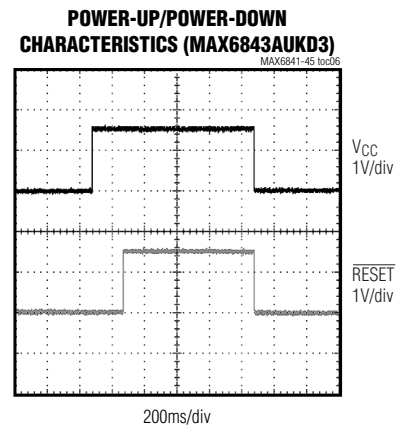 POWER-UP/POWER-DOWN
CHARACTERISTICS (MAX6843AUKD3)
MAX6841-45 toc06
VCC
1V/div
RESET
1V/div
200ms/div